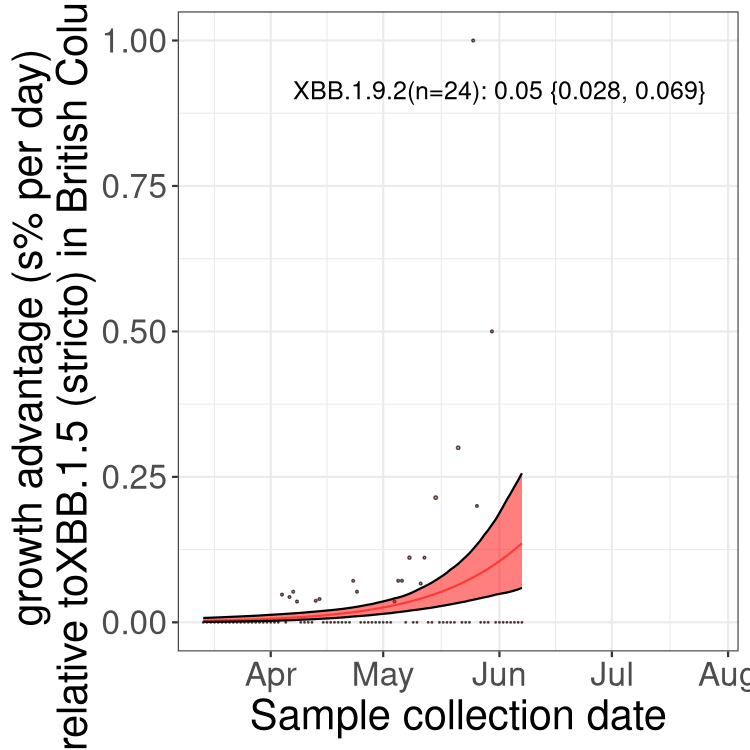 growth advantage (s% per day)
relative toXBB.1.5 (stricto) in British Colu
1.00
0.75
0.50
0.25
0.00
XBB.1.9.2(n=24): 0.05 {0.028, 0.069}
Apr May Jun Jul Aug
Sample collection date